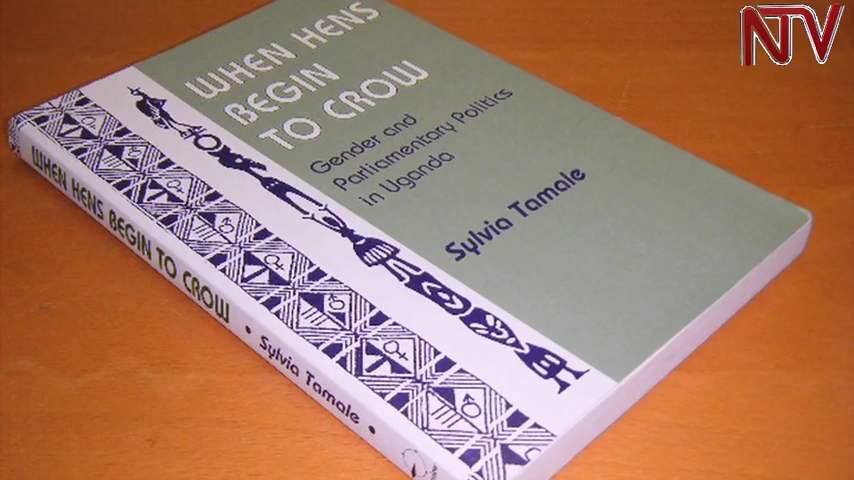 NTV
WHEN HENS
BEGIN
TO CROW
Gender and
Parliamentary Politics
in Uganda
Sylvia Tamale
WHEN HENS BEGIN TO CROW • Sylvia Tamale •